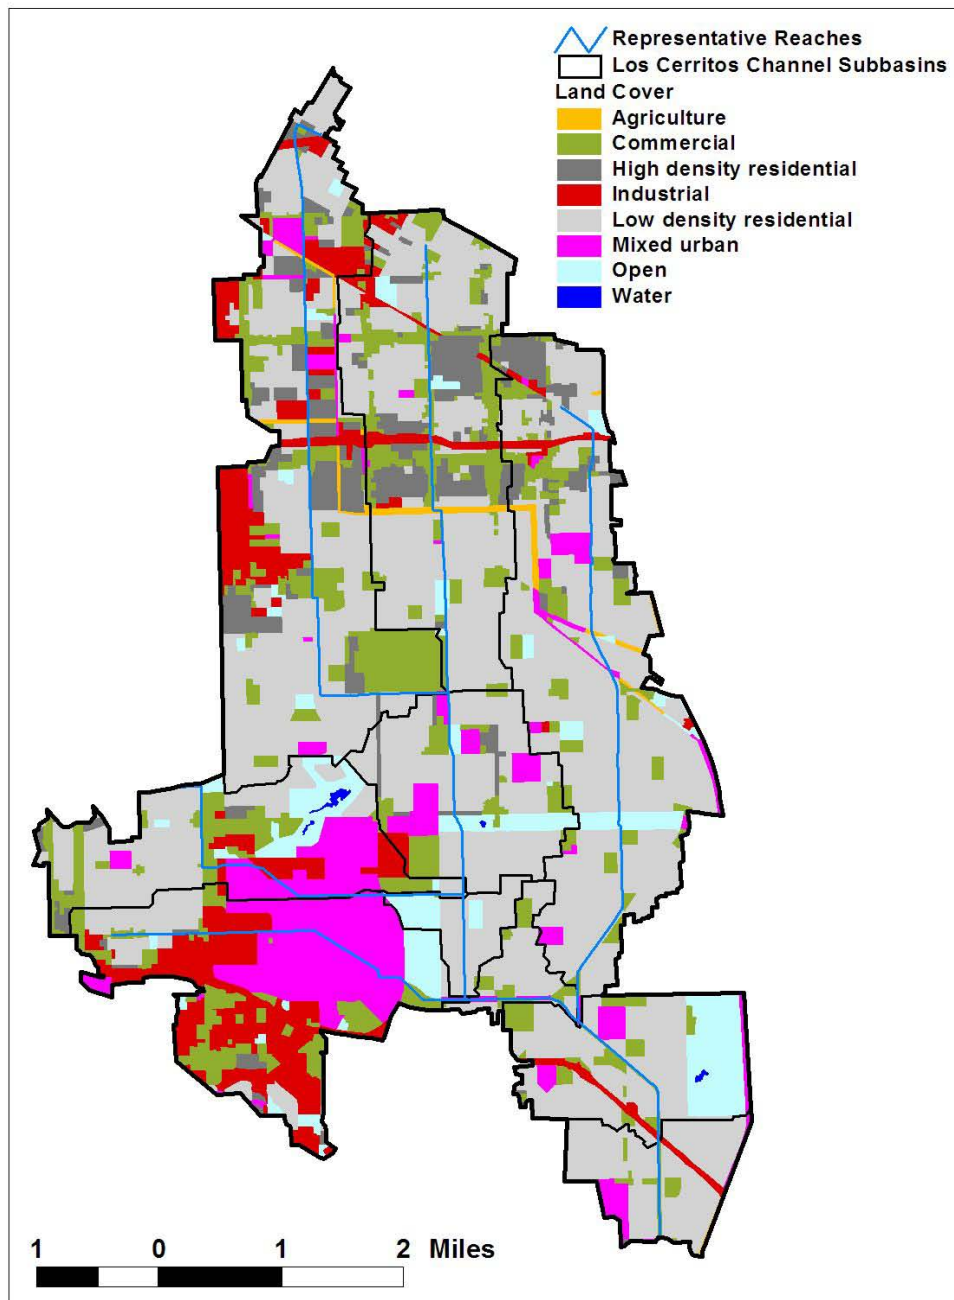 Representative Reaches
Los Cerritos Channel Subbasins
Land Cover
Agriculture
Commercial
High density residential
Industrial
Low density residential
Mixed urban
Open
Water
1 0 1 2 Miles